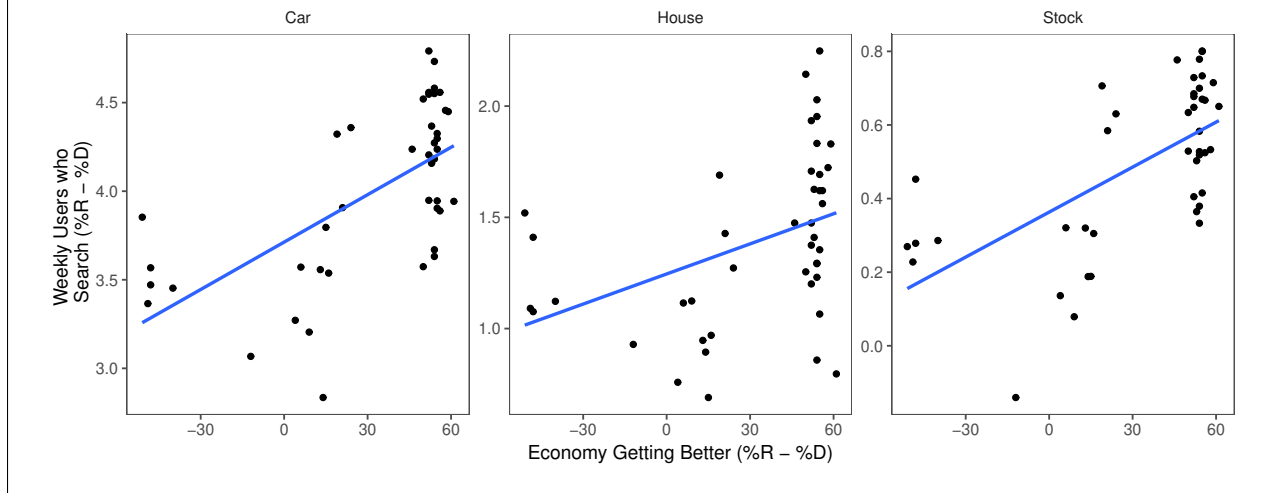 Car
House
Stock
Weekly Users who
Search (%R − %D)
4.5
4.0
3.5
3.0
2.0
1.5
1.0
0.8
0.6
0.4
0.2
0.0
−30 0 30 60
−30 0 30 60
−30 0 30 60
Economy Getting Better (%R − %D)